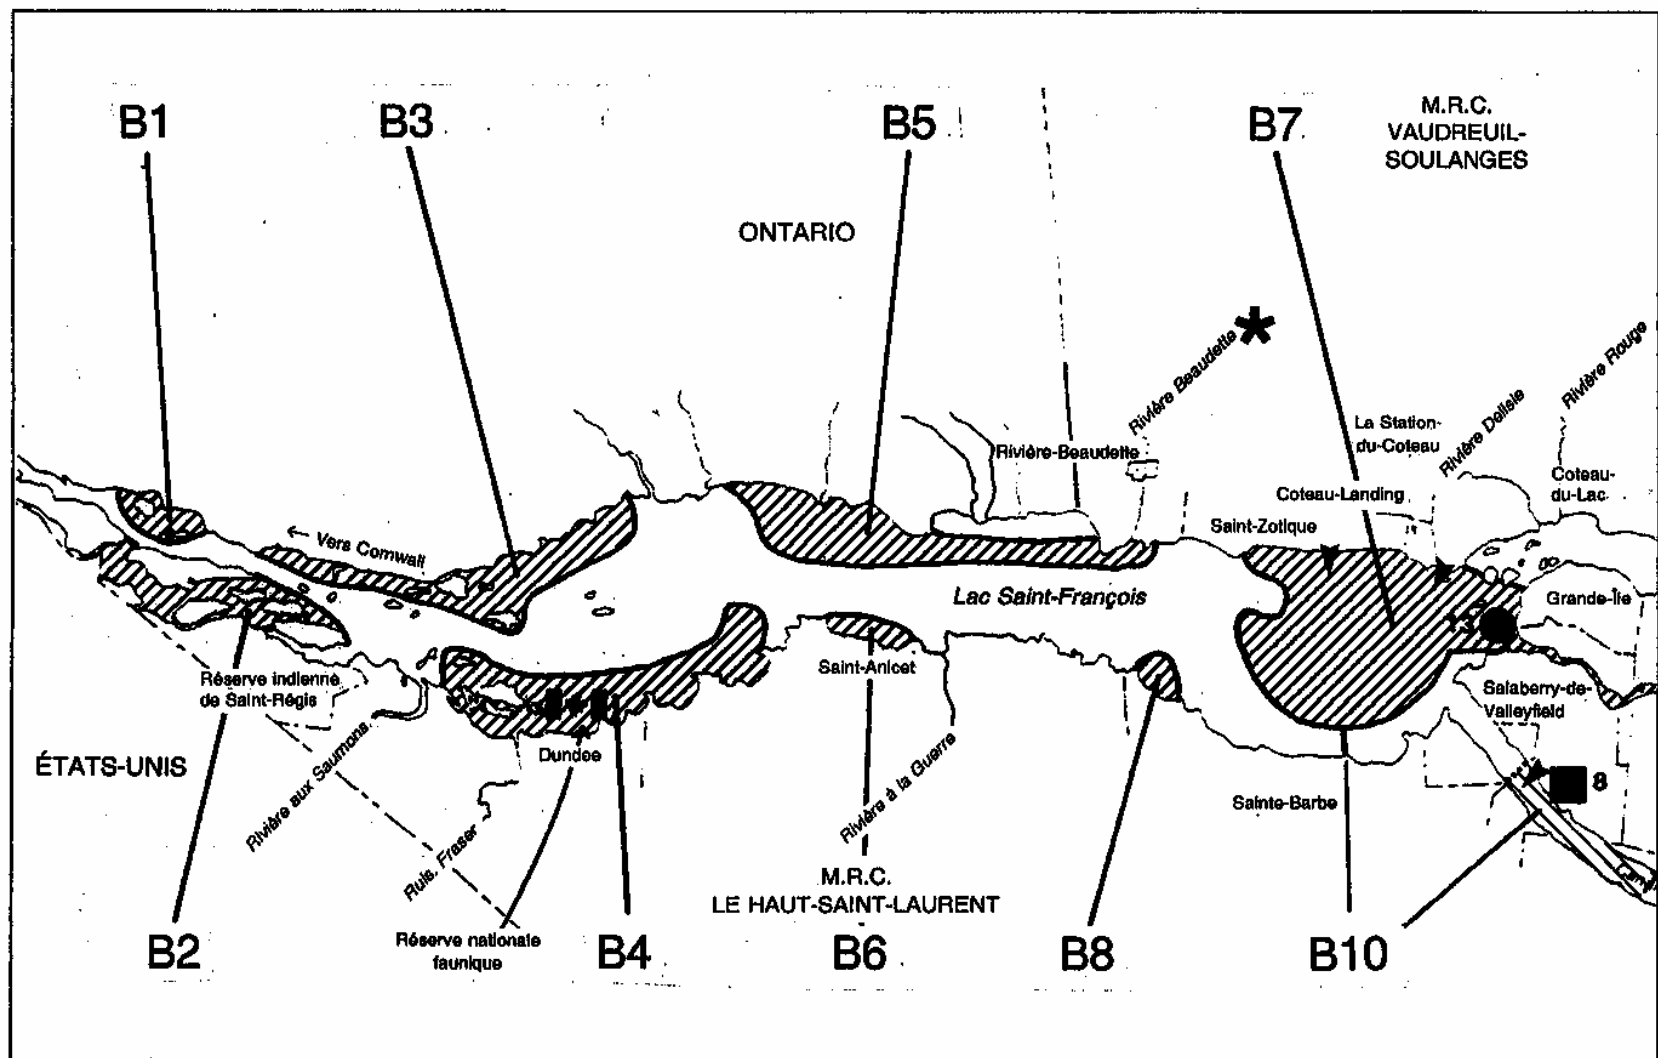 B1
B3
B5
B7
M.R.C.
VAUDREUIL-
SOULANGES
ONTARIO
Rivière Beaudette
*
Rivière Rouge
La Station-
du-Coteau
Rivière Delisle
Rivière-Beaudette
Coteau-
du-Lac
Coteau-Landing
Saint-Zotique
← Vers Cornwall
Lac Saint-François
Grande-Île
13
Saint-Anicet
Réserve indienne
de Saint-Régis
Salaberry-de-
Valleyfield
Dundee
ÉTATS-UNIS
Rivière aux Saumons
Rivière à la Guerre
8
Sainte-Barbe
Ruis. Fraser
M.R.C.
LE HAUT-SAINT-LAURENT
Réserve nationale
faunique
B2
B4
B6
B8
B10